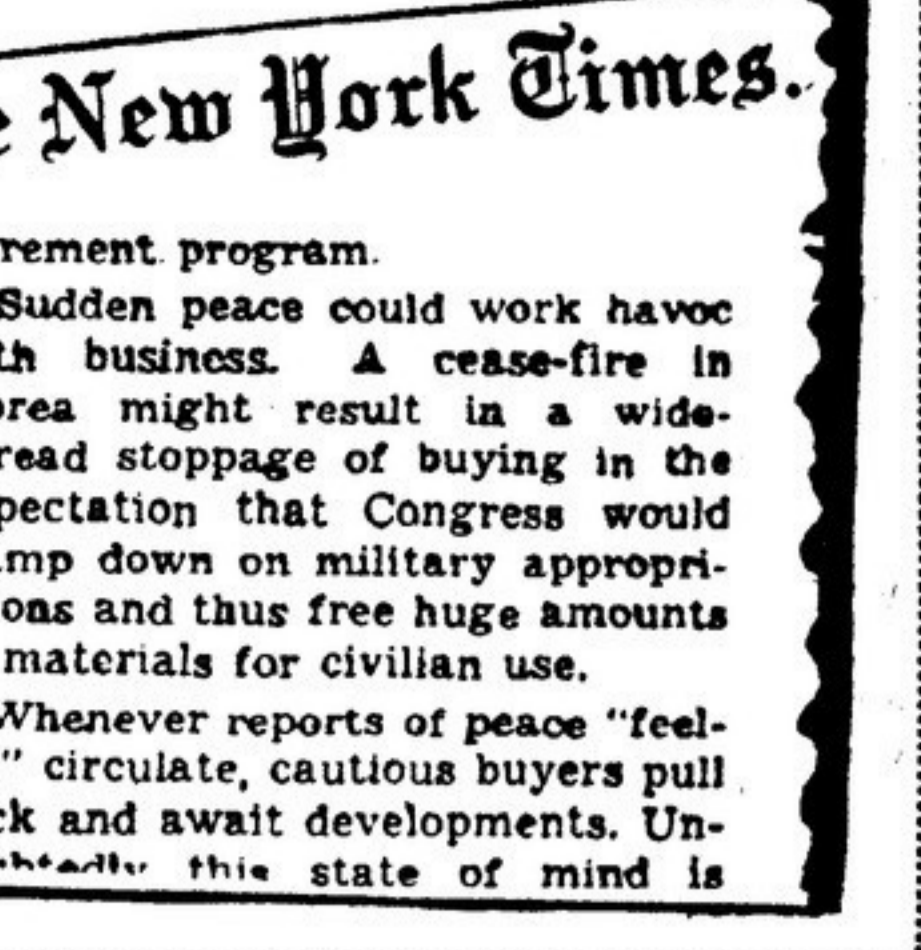 New York Times.
rement program.
Sudden peace could work havoc
th business. A cease-fire in
orea might result in a wide-
read stoppage of buying in the
pectation that Congress would
mp down on military appropri-
ons and thus free huge amounts
materials for civilian use.
Whenever reports of peace "feel-
" circulate, cautious buyers pull
ck and await developments. Un-
this state of mind is